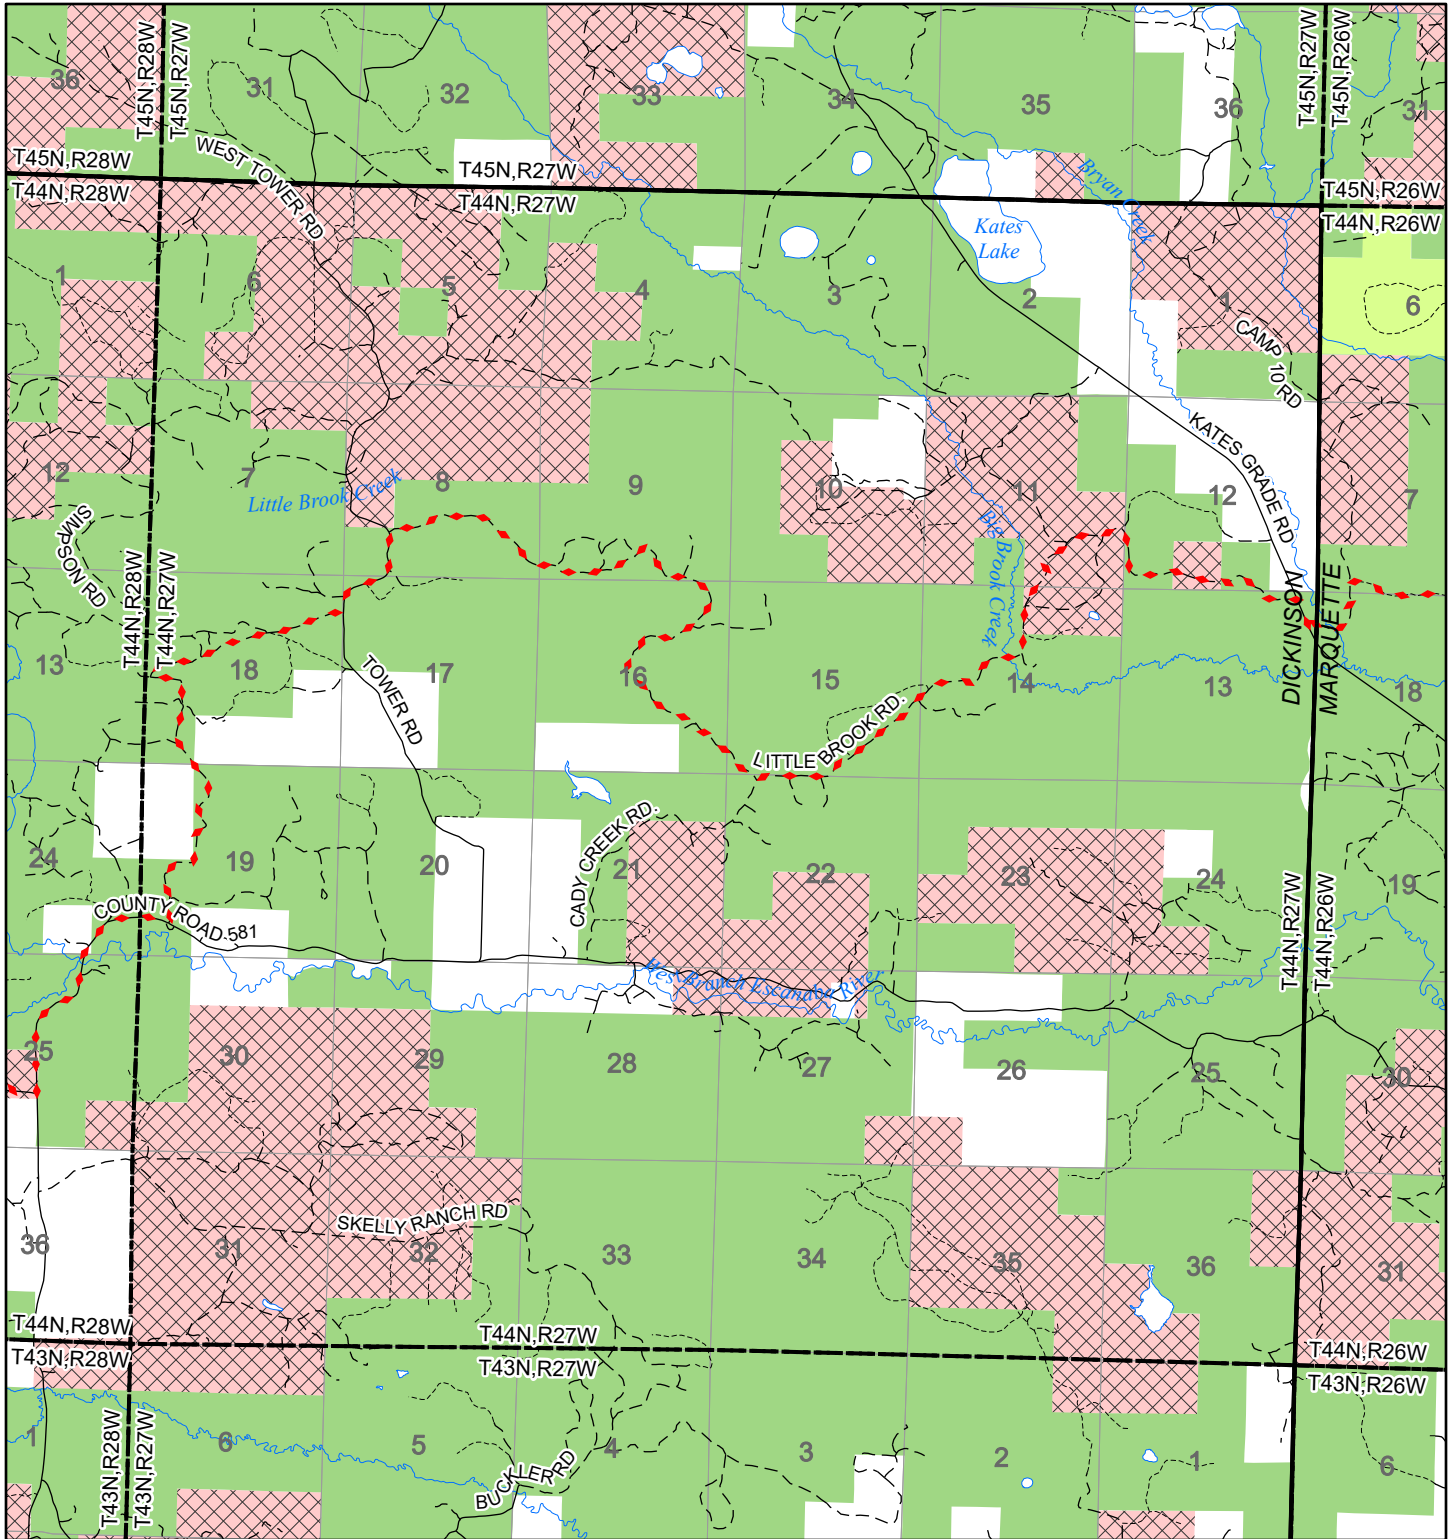 36
31
32
33
34
35
36
31
T45N,R28W
T45N,R27W
T45N,R27W
T45N,R26W
T45N,R28W
T44N,R28W
WEST TOWER RD
T45N,R27W
T44N,R27W
Bryan Creek
T45N,R26W
T44N,R26W
Kates
Lake
1
6
5
4
3
2
1
6
CAMP 10 RD
KATES GRADE RD
12
7
Little Brook Creek
8
9
10
11
12
7
Big Brook Creek
SIMPSON RD
T44N,R28W
T44N,R27W
DICKINSON
MARQUETTE
13
18
17
16
15
14
13
18
TOWER RD
LITTLE BROOK RD.
CADY CREEK RD.
24
19
20
21
22
23
24
19
COUNTY ROAD 581
T44N,R27W
T44N,R26W
West Branch Escanaba River
25
30
29
28
27
26
25
30
SKELLY RANCH RD
36
31
32
33
34
35
36
31
T44N,R28W
T43N,R28W
T44N,R27W
T43N,R27W
T44N,R26W
T43N,R26W
T43N,R28W
T43N,R27W
1
6
5
4
3
2
1
6
BUCKLER RD